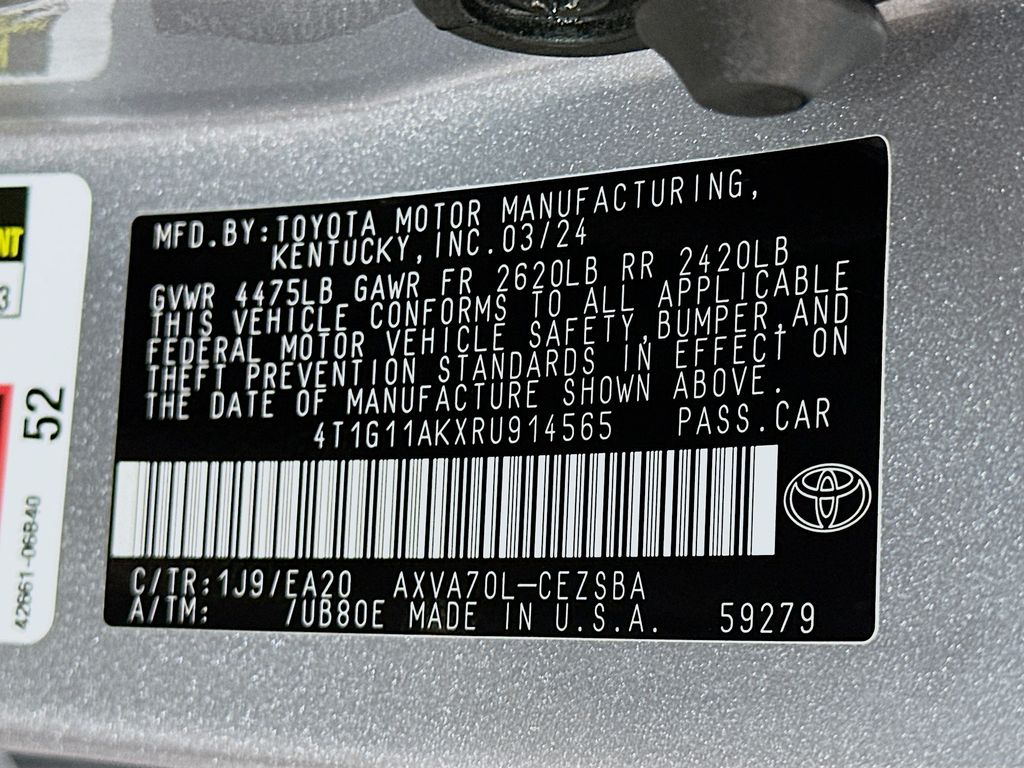 NT
3
52
42661-06B40
MFD.BY:TOYOTA MOTOR MANUFACTURING,
KENTUCKY,INC.03/24
GVWR 4475LB GAWR FR 2620LB RR 2420LB
THIS VEHICLE CONFORMS TO ALL APPLICABLE
FEDERAL MOTOR VEHICLE SAFETY,BUMPER,AND
THEFT PREVENTION STANDARDS IN EFFECT ON
THE DATE OF MANUFACTURE SHOWN ABOVE.
4T1G11AKXRU914565 PASS.CAR
C/TR:1J9/EA20 AXVA70L-CEZSBA
A/TM: /UB80E MADE IN U.S.A. 59279